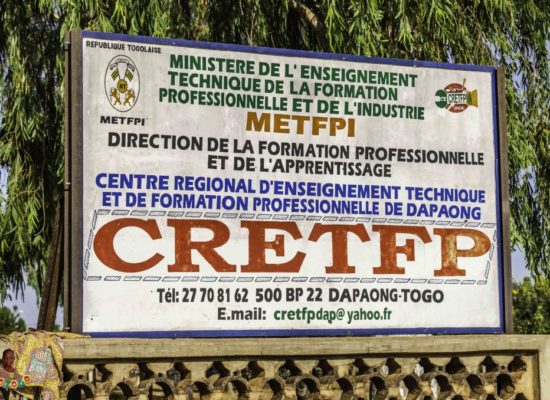 REPUBLIQUE TOGOLAISE
METFPI
MINISTERE DE L'ENSEIGNEMENT
TECHNIQUE DE LA FORMATION
PROFESSIONNELLE ET DE L'INDUSTRIE
METFPI
CRETFP
DIRECTION DE LA FORMATION PROFESSIONNELLE
ET DE L'APPRENTISSAGE
CENTRE REGIONAL D'ENSEIGNEMENT TECHNIQUE
ET DE FORMATION PROFESSIONNELLE DE DAPAONG
CRETFP
Tél: 27 70 81 62 500 BP 22 DAPAONG-TOGO
E.mail: cretfpdap@yahoo.fr